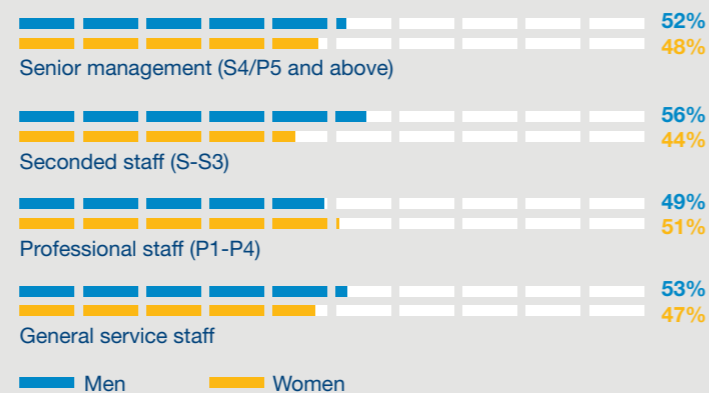 52%
48%
Senior management (S4/P5 and above)
56%
44%
Seconded staff (S-S3)
49%
51%
Professional staff (P1-P4)
53%
47%
General service staff
Men Women